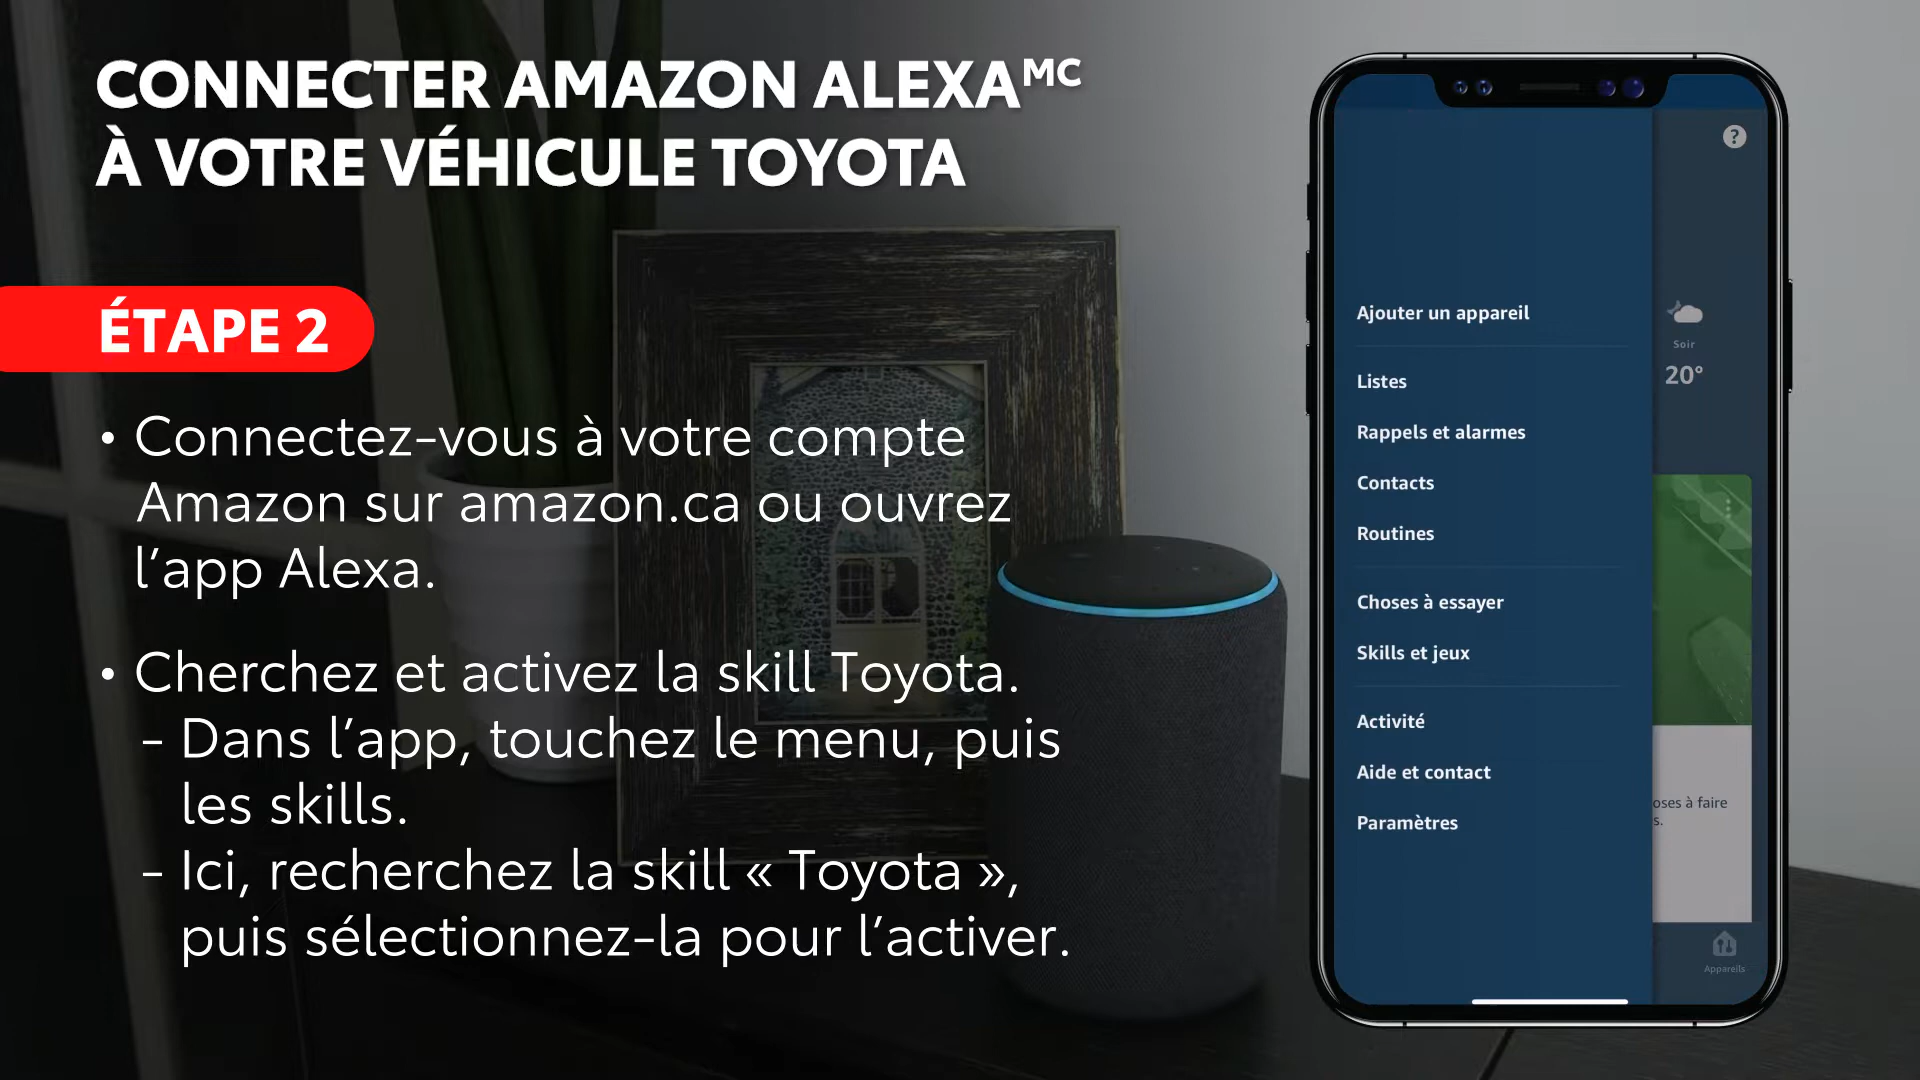 CONNECTER AMAZON ALEXAᴹᶜ
À VOTRE VÉHICULE TOYOTA
ÉTAPE 2
• Connectez-vous à votre compte
Amazon sur amazon.ca ou ouvrez
l’app Alexa.
• Cherchez et activez la skill Toyota.
- Dans l’app, touchez le menu, puis
les skills.
- Ici, recherchez la skill « Toyota »,
puis sélectionnez-la pour l’activer.
?
Ajouter un appareil
Listes
Rappels et alarmes
Contacts
Routines
Choses à essayer
Skills et jeux
Activité
Aide et contact
Paramètres
Soir
20°
oses à faire
s.
Appareils